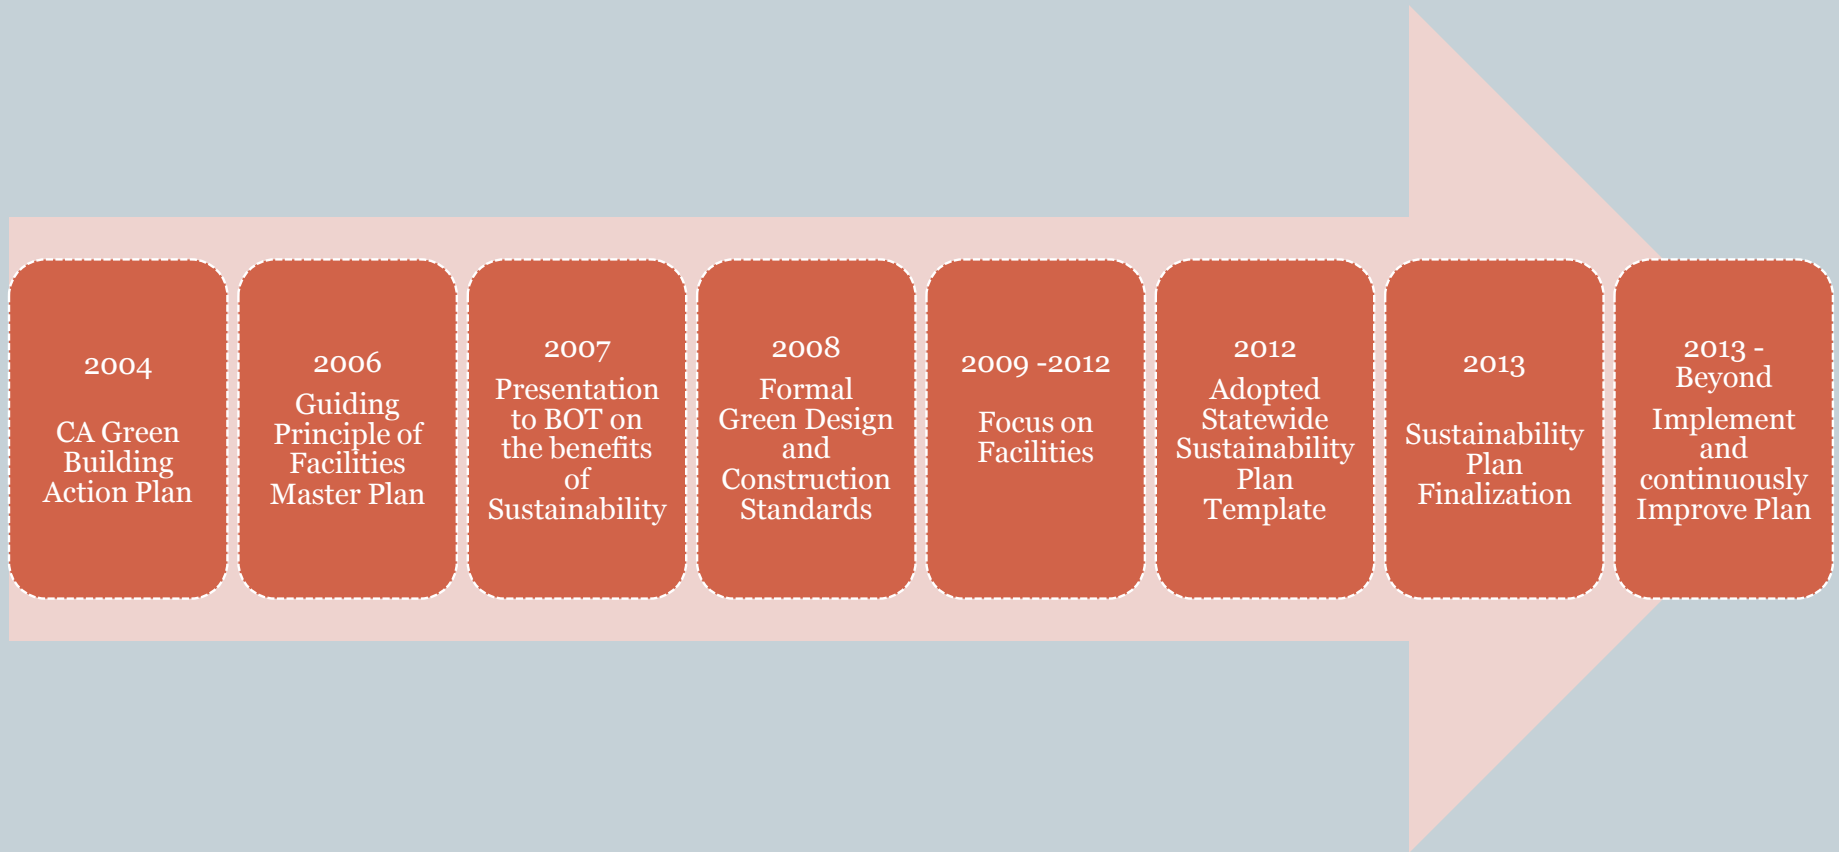 2004
CA Green
Building
Action Plan
2006
Guiding
Principle of
Facilities
Master Plan
2007
Presentation
to BOT on
the benefits
of
Sustainability
2008
Formal
Green Design
and
Construction
Standards
2009 -2012
Focus on
Facilities
2012
Adopted
Statewide
Sustainability
Plan
Template
2013
Sustainability
Plan
Finalization
2013 -
Beyond
Implement
and
continuously
Improve Plan